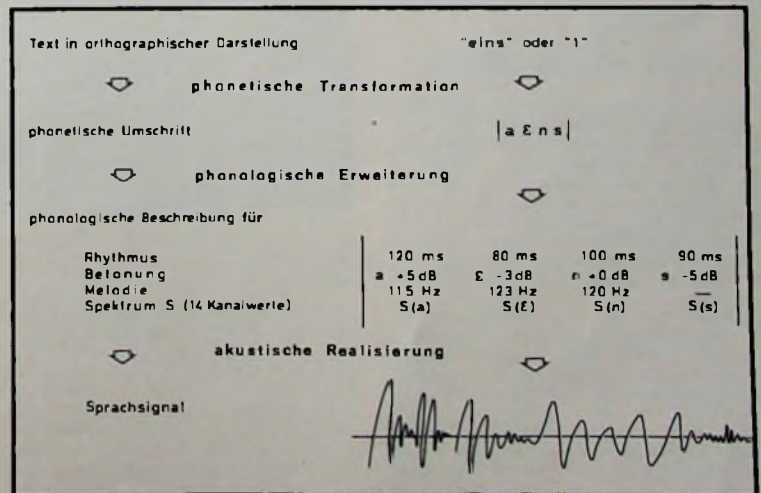 Text in orthographischer Darstellung "eins" oder "1"
phonetische Transformation
phonetische Umschrift |a Ɛ n s|
phonologische Erweiterung
phonologische Beschreibung für
Rhythmus 120 ms 80 ms 100 ms 90 ms
Betonung a +5dB Ɛ -3dB n +0dB s -5dB
Melodie 115 Hz 123 Hz 120 Hz —
Spektrum S (14 Kanalwerte) S(a) S(Ɛ) S(n) S(s)
akustische Realisierung
Sprachsignal